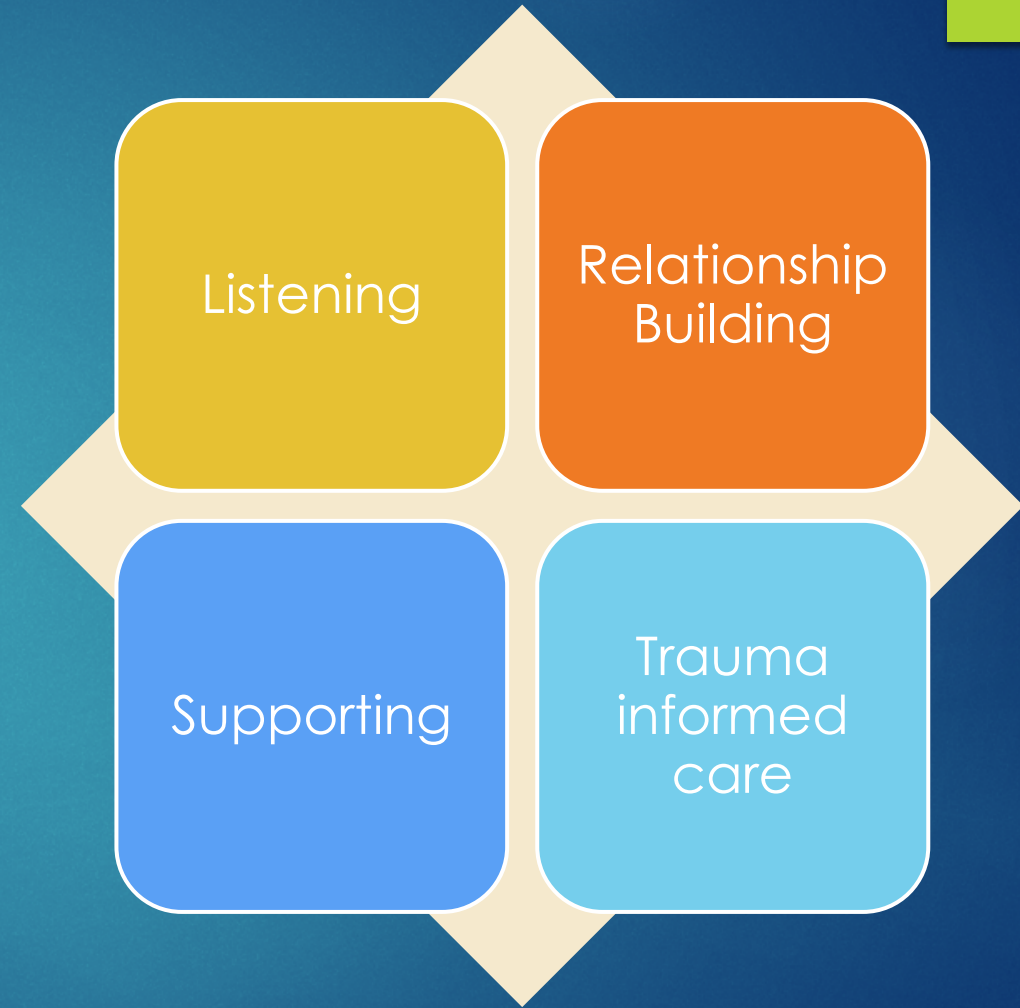 Listening
Relationship
Building
Supporting
Trauma
informed
care